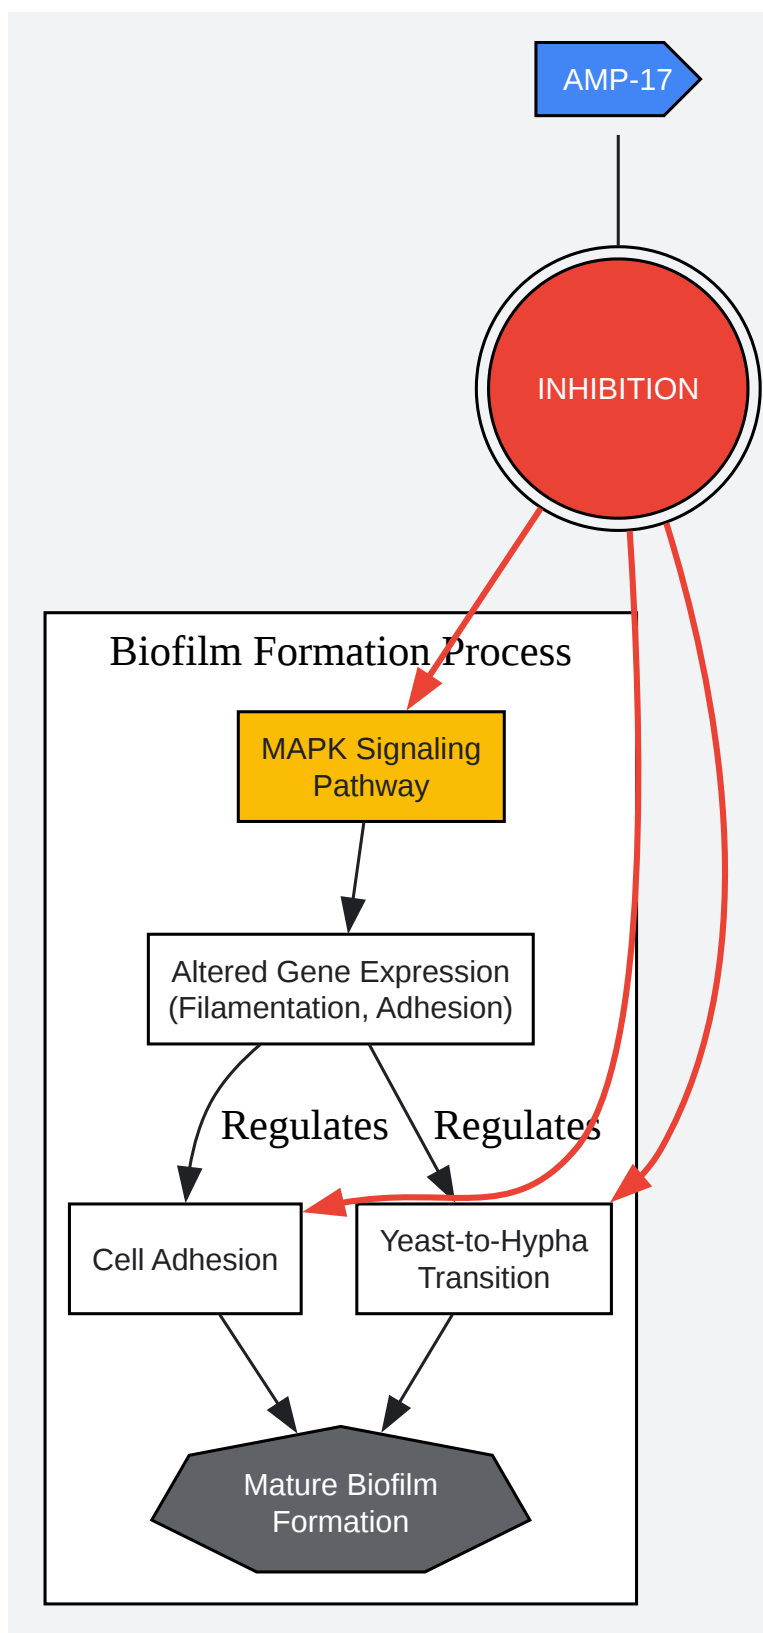 AMP-17
INHIBITION
Biofilm Formation Process
MAPK Signaling
Pathway
Altered Gene Expression
(Filamentation, Adhesion)
Regulates
Regulates
Cell Adhesion
Yeast-to-Hypha
Transition
Mature Biofilm
Formation